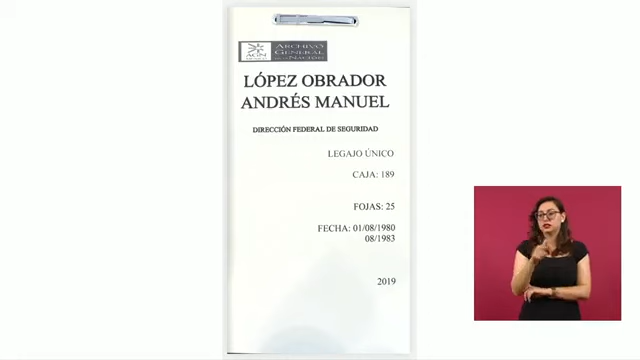 AGN
ARCHIVO
GENERAL
NACIÓN
LÓPEZ OBRADOR
ANDRÉS MANUEL
DIRECCIÓN FEDERAL DE SEGURIDAD
LEGAJO ÚNICO
CAJA: 189
FOJAS: 25
FECHA: 01/08/1980
08/1983
2019